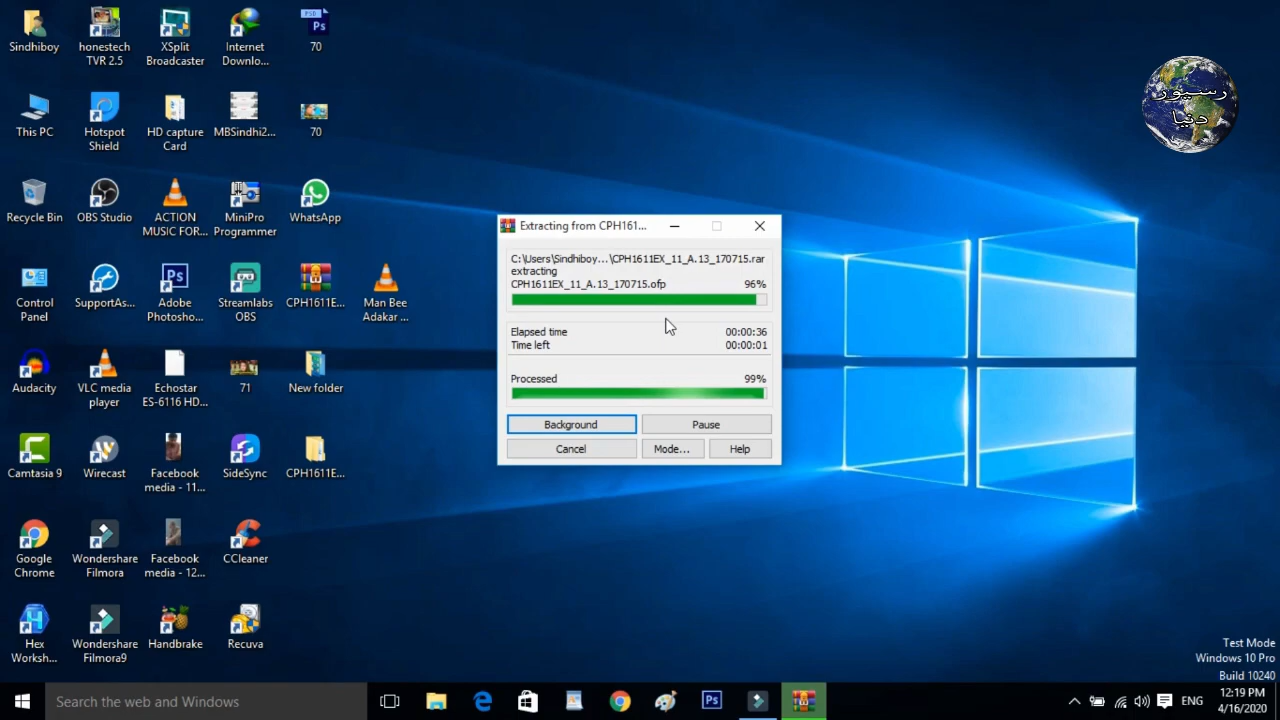 Sindhiboy
honestech
TVR 2.5
XSplit
Broadcaster
Internet
Downlo...
PSD
Ps
70
رسيور
دنيا
This PC
Hotspot
Shield
HD capture
Card
MBSindhi2...
70
Recycle Bin
OBS Studio
ACTION
MUSIC FOR...
MiniPro
Programmer
WhatsApp
Control
Panel
SupportAs...
Ps
Adobe
Photosho...
Streamlabs
OBS
CPH1611E...
Man Bee
Adakar ...
Audacity
VLC media
player
Echostar
ES-6116 HD...
71
New folder
Camtasia 9
Wirecast
Facebook
media - 11...
SideSync
CPH1611E...
Google
Chrome
Wondershare
Filmora
Facebook
media - 12...
CCleaner
Hex
Worksh...
Wondershare
Filmora9
Handbrake
Recuva
Extracting from CPH161...
C:\Users\Sindhiboy...\CPH1611EX_11_A.13_170715.rar
extracting
CPH1611EX_11_A.13_170715.ofp 96%
Elapsed time 00:00:36
Time left 00:00:01
Processed 99%
Background Pause
Cancel Mode... Help
Test Mode
Windows 10 Pro
Build 10240
Search the web and Windows
Ps
ENG
12:19 PM
4/16/2020